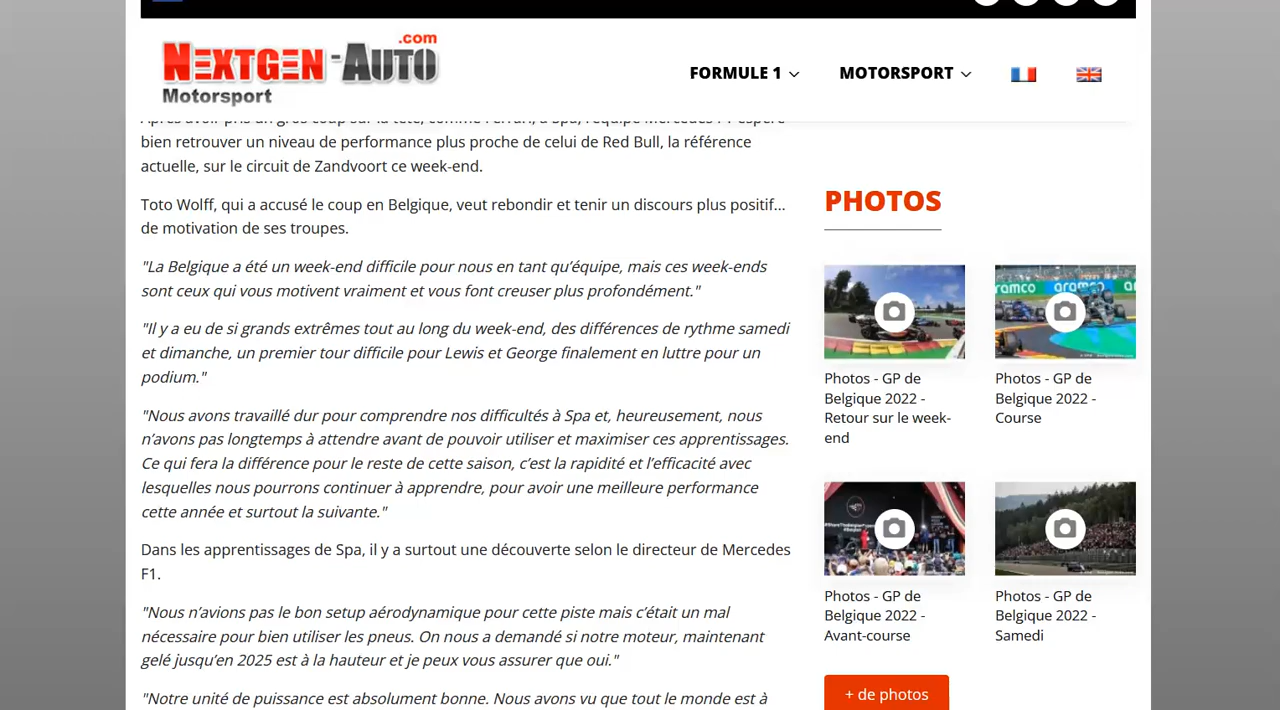 NEXTGEN-AUTO.com
Motorsport
FORMULE 1
MOTORSPORT
Après avoir pris un gros coup sur la tête, comme Ferrari, à Spa, l'équipe Mercedes F1 espère
bien retrouver un niveau de performance plus proche de celui de Red Bull, la référence
actuelle, sur le circuit de Zandvoort ce week-end.
Toto Wolff, qui a accusé le coup en Belgique, veut rebondir et tenir un discours plus positif…
de motivation de ses troupes.
"La Belgique a été un week-end difficile pour nous en tant qu’équipe, mais ces week-ends
sont ceux qui vous motivent vraiment et vous font creuser plus profondément."
"Il y a eu de si grands extrêmes tout au long du week-end, des différences de rythme samedi
et dimanche, un premier tour difficile pour Lewis et George finalement en luttre pour un
podium."
"Nous avons travaillé dur pour comprendre nos difficultés à Spa et, heureusement, nous
n’avons pas longtemps à attendre avant de pouvoir utiliser et maximiser ces apprentissages.
Ce qui fera la différence pour le reste de cette saison, c’est la rapidité et l’efficacité avec
lesquelles nous pourrons continuer à apprendre, pour avoir une meilleure performance
cette année et surtout la suivante."
Dans les apprentissages de Spa, il y a surtout une découverte selon le directeur de Mercedes
F1.
"Nous n’avions pas le bon setup aérodynamique pour cette piste mais c’était un mal
nécessaire pour bien utiliser les pneus. On nous a demandé si notre moteur, maintenant
gelé jusqu’en 2025 est à la hauteur et je peux vous assurer que oui."
"Notre unité de puissance est absolument bonne. Nous avons vu que tout le monde est à
PHOTOS
aramco
aramco
Photos - GP de
Belgique 2022 -
Retour sur le week-
end
Photos - GP de
Belgique 2022 -
Course
Photos - GP de
Belgique 2022 -
Avant-course
Photos - GP de
Belgique 2022 -
Samedi
+ de photos